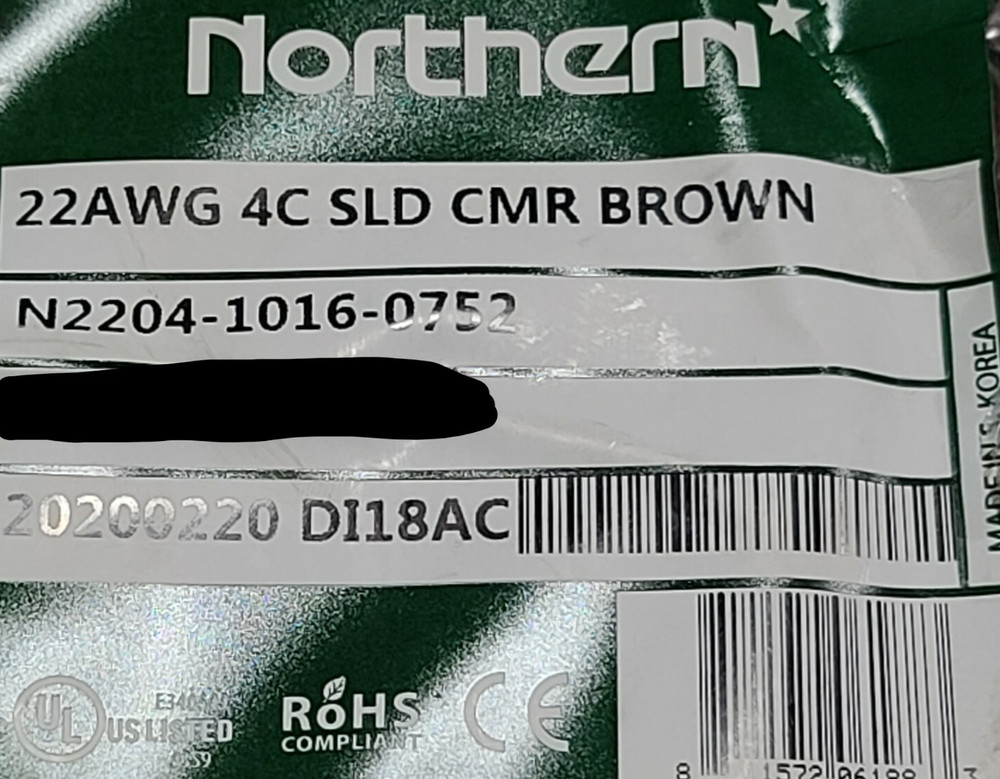 Northern
22AWG 4C SLD CMR BROWN
N2204-1016-0752
20200220 DI18AC
MADE IN S. KOREA
UL US LISTED
RoHS
COMPLIANT
CE